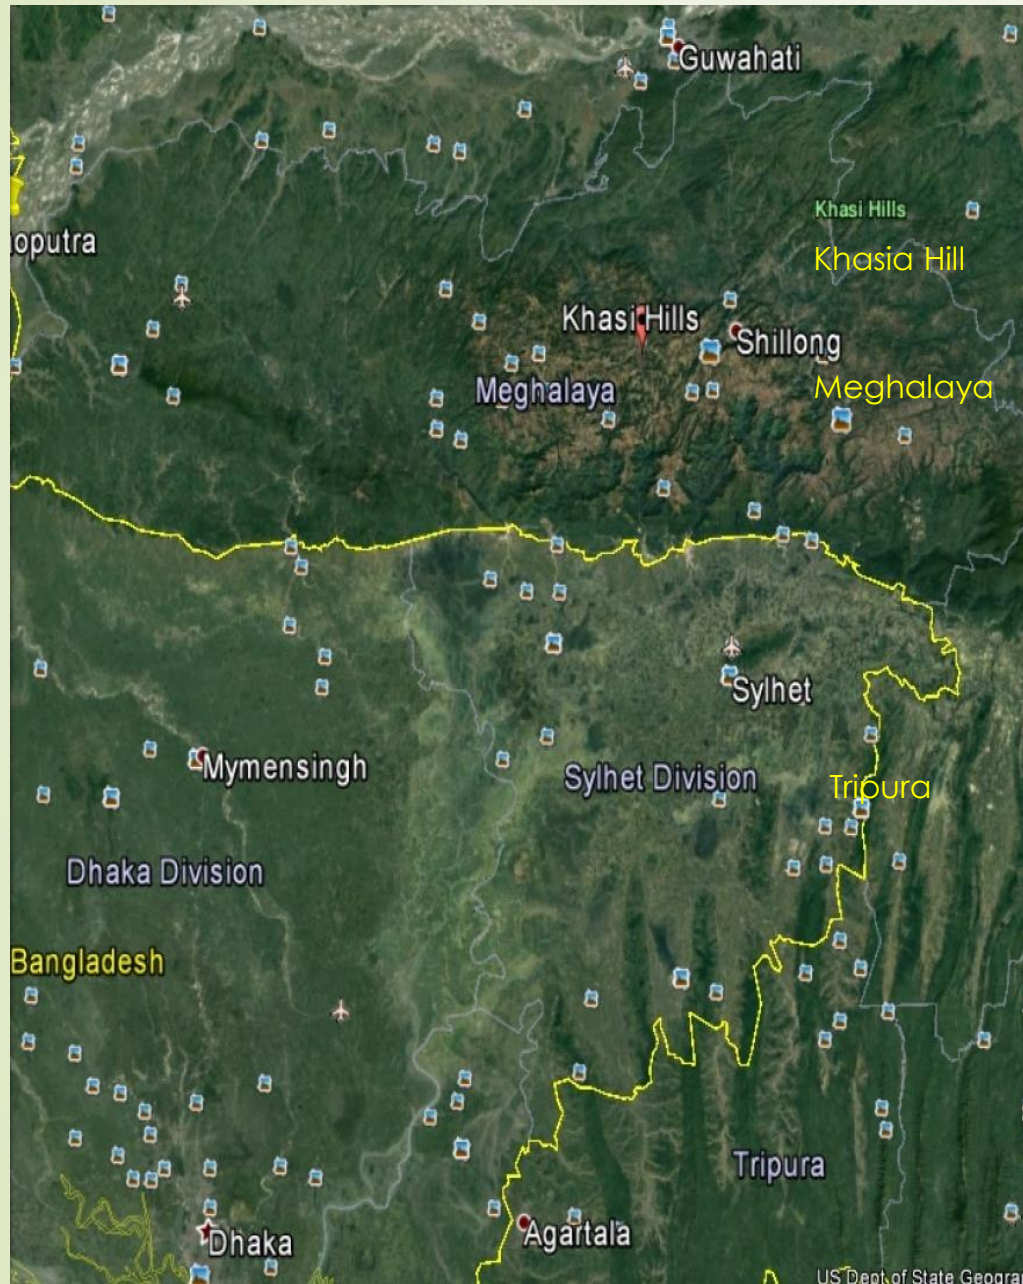 Guwahati
Khasi Hills
oputra
Khasia Hill
Khasi Hills
Shillong
Meghalaya
Meghalaya
Sylhet
Mymensingh
Sylhet Division
Tripura
Dhaka Division
Bangladesh
Tripura
Agartala
Dhaka
US Dept of State Geogra